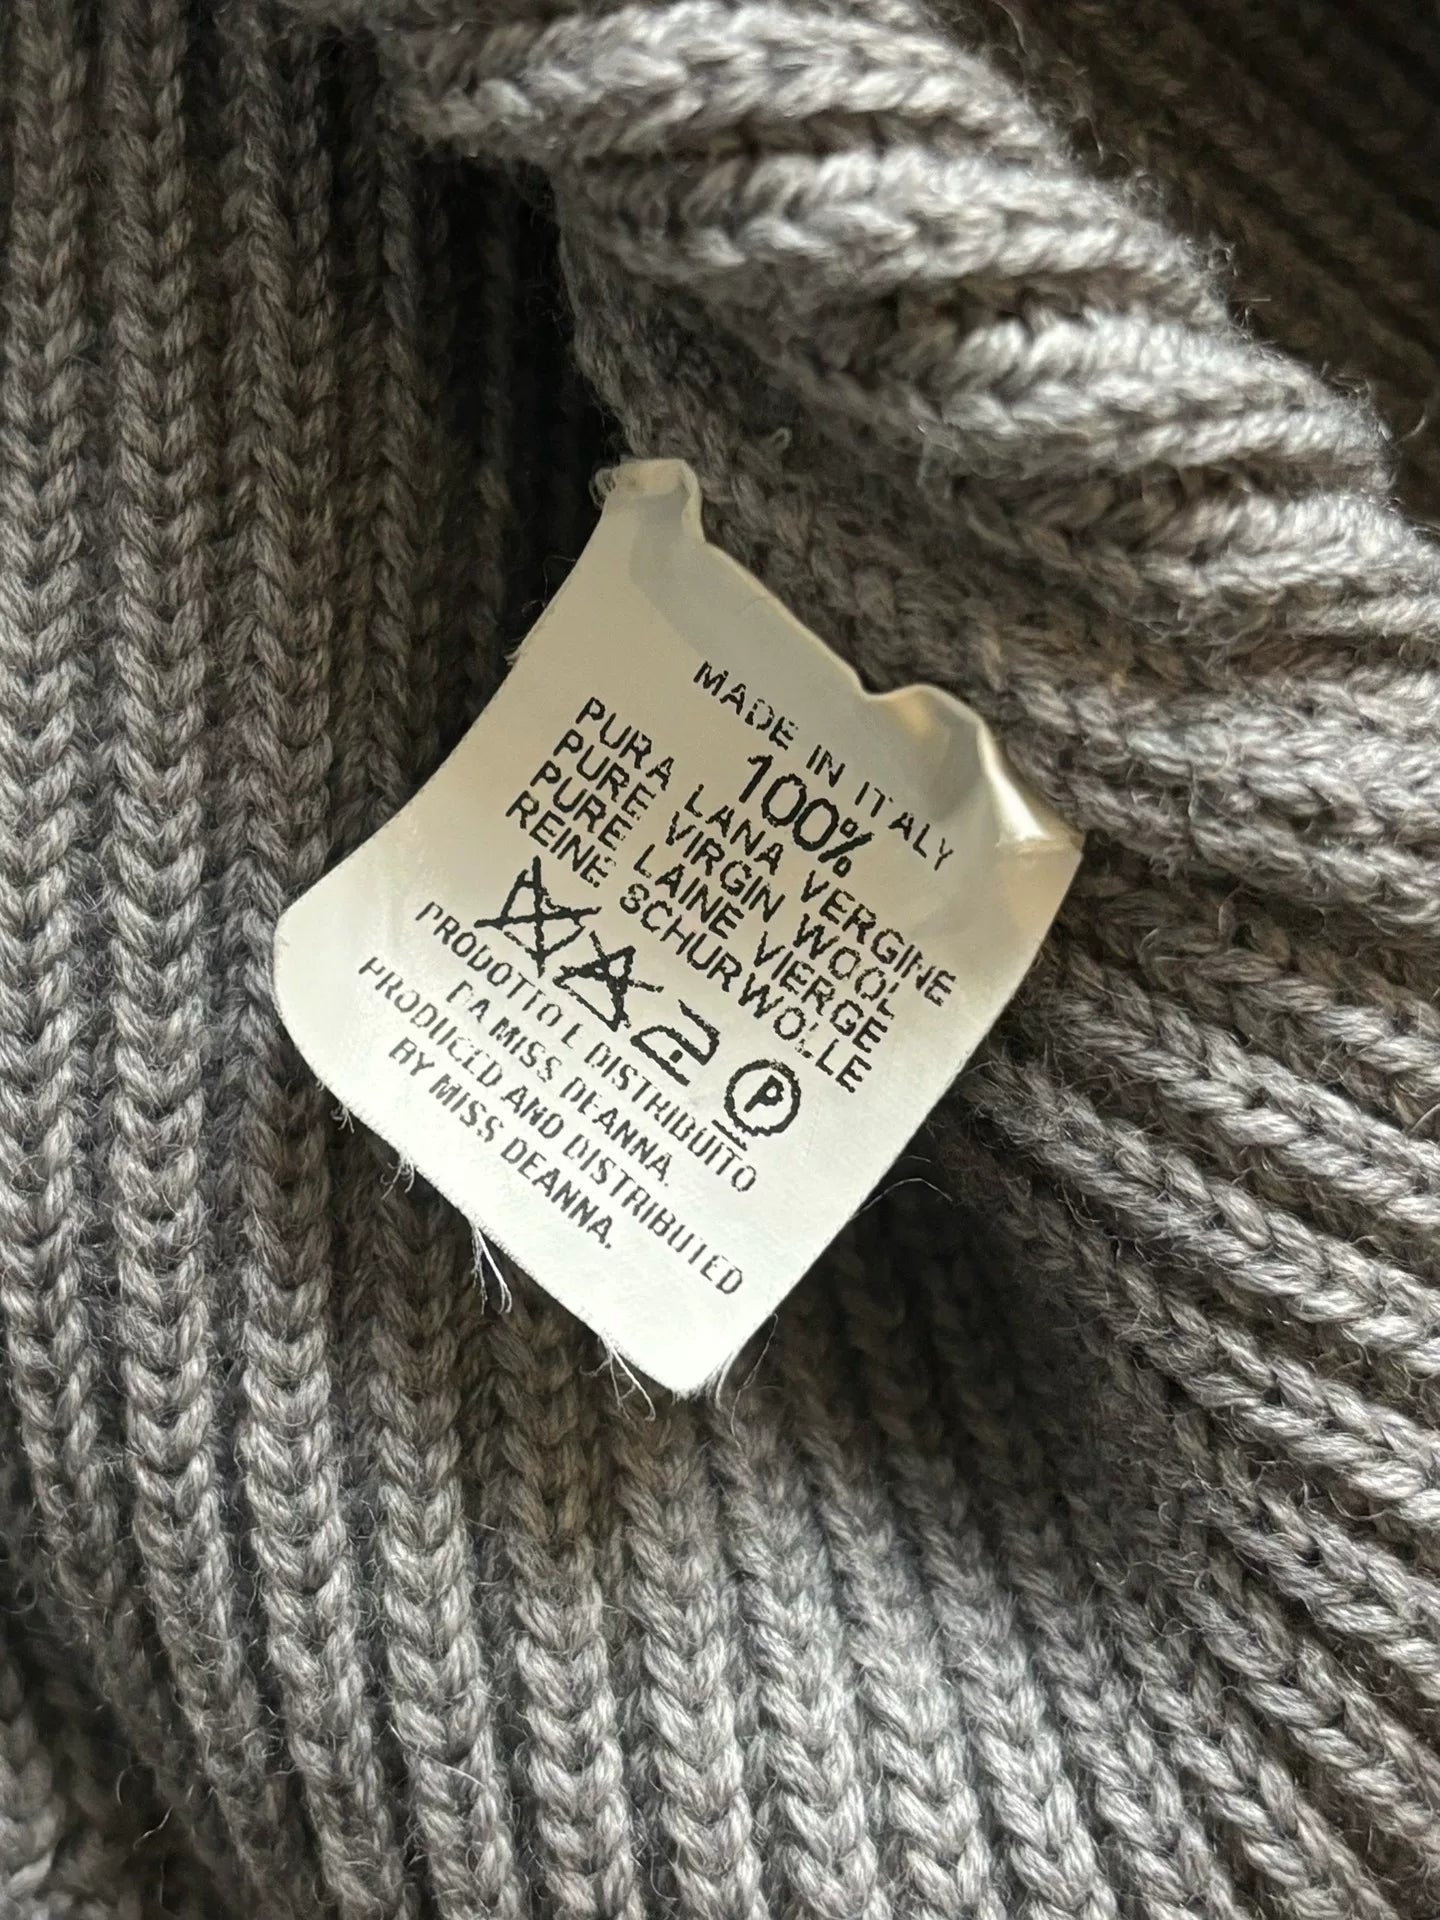 MADE IN ITALY
100%
PURA LANA VERGINE
PURE VIRGIN WOOL
PURE LAINE VIERGE
REINE SCHURWOLLE
P
PRODOTTO E DISTRIBUITO
DA MISS DEANNA.
PRODUCED AND DISTRIBUTED
BY MISS DEANNA.